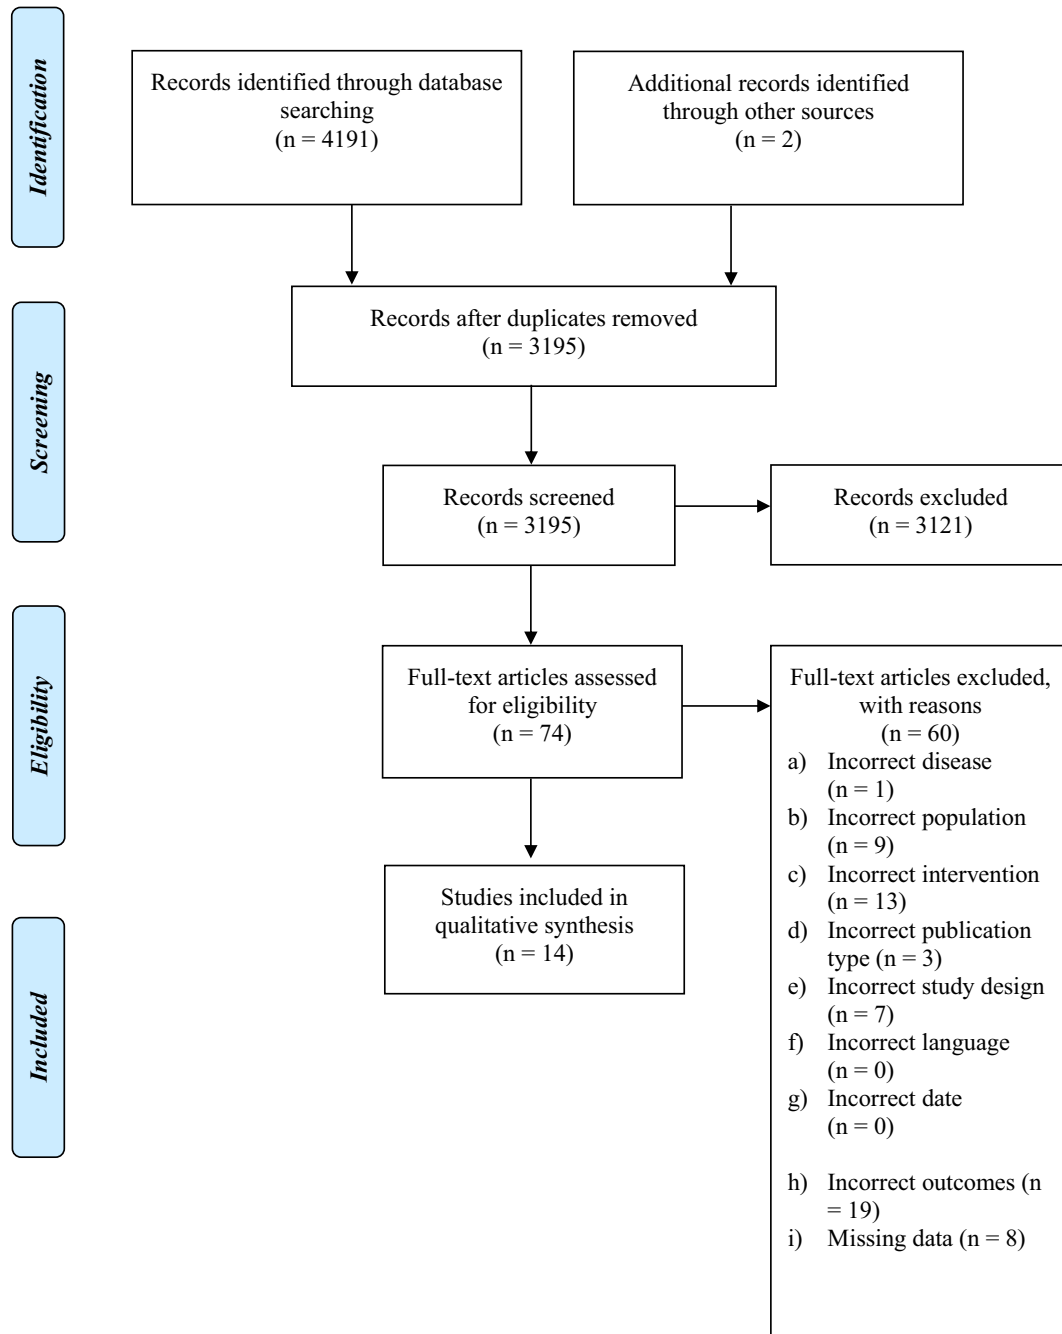 Identification
Records identified through database
searching
(n = 4191)
Additional records identified
through other sources
(n = 2)
Screening
Records after duplicates removed
(n = 3195)
Records screened
(n = 3195)
Records excluded
(n = 3121)
Eligibility
Full-text articles assessed
for eligibility
(n = 74)
Full-text articles excluded,
with reasons
(n = 60)
a) Incorrect disease
(n = 1)
b) Incorrect population
(n = 9)
c) Incorrect intervention
(n = 13)
d) Incorrect publication
type (n = 3)
e) Incorrect study design
(n = 7)
f) Incorrect language
(n = 0)
g) Incorrect date
(n = 0)
h) Incorrect outcomes (n
= 19)
i) Missing data (n = 8)
Included
Studies included in
qualitative synthesis
(n = 14)